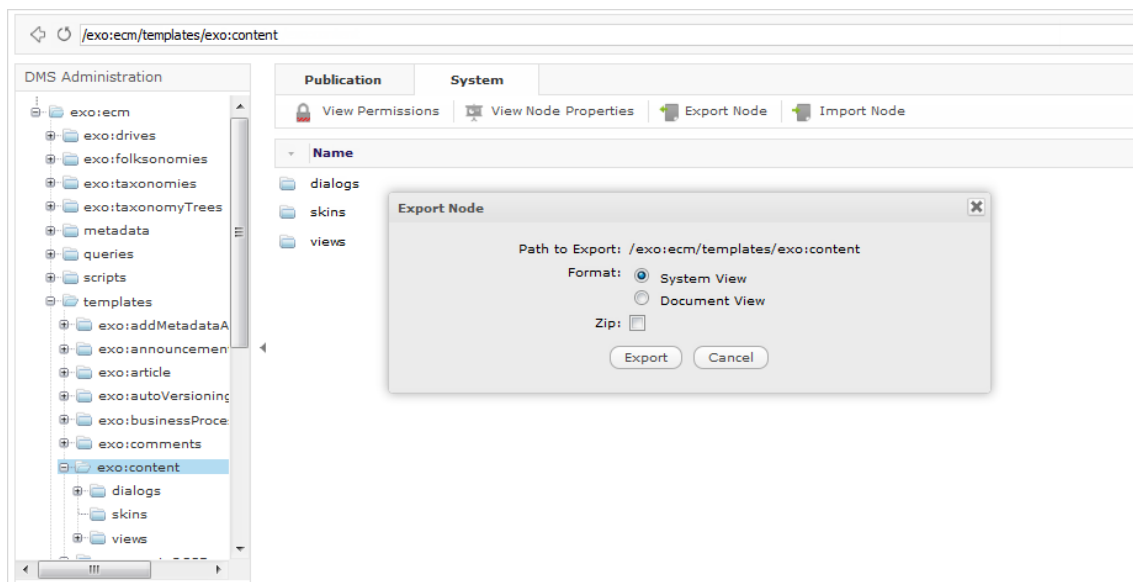 /exo:ecm/templates/exo:content
DMS Administration
exo:ecm
exo:drives
exo:folksonomies
exo:taxonomies
exo:taxonomyTrees
metadata
queries
scripts
templates
exo:addMetadataA
exo:announcemen
exo:article
exo:autoVersioning
exo:businessProce
exo:comments
exo:content
dialogs
skins
views
Publication System
View Permissions View Node Properties Export Node Import Node
Name
dialogs
skins
views
Export Node
Path to Export: /exo:ecm/templates/exo:content
Format: System View
Document View
Zip:
Export Cancel